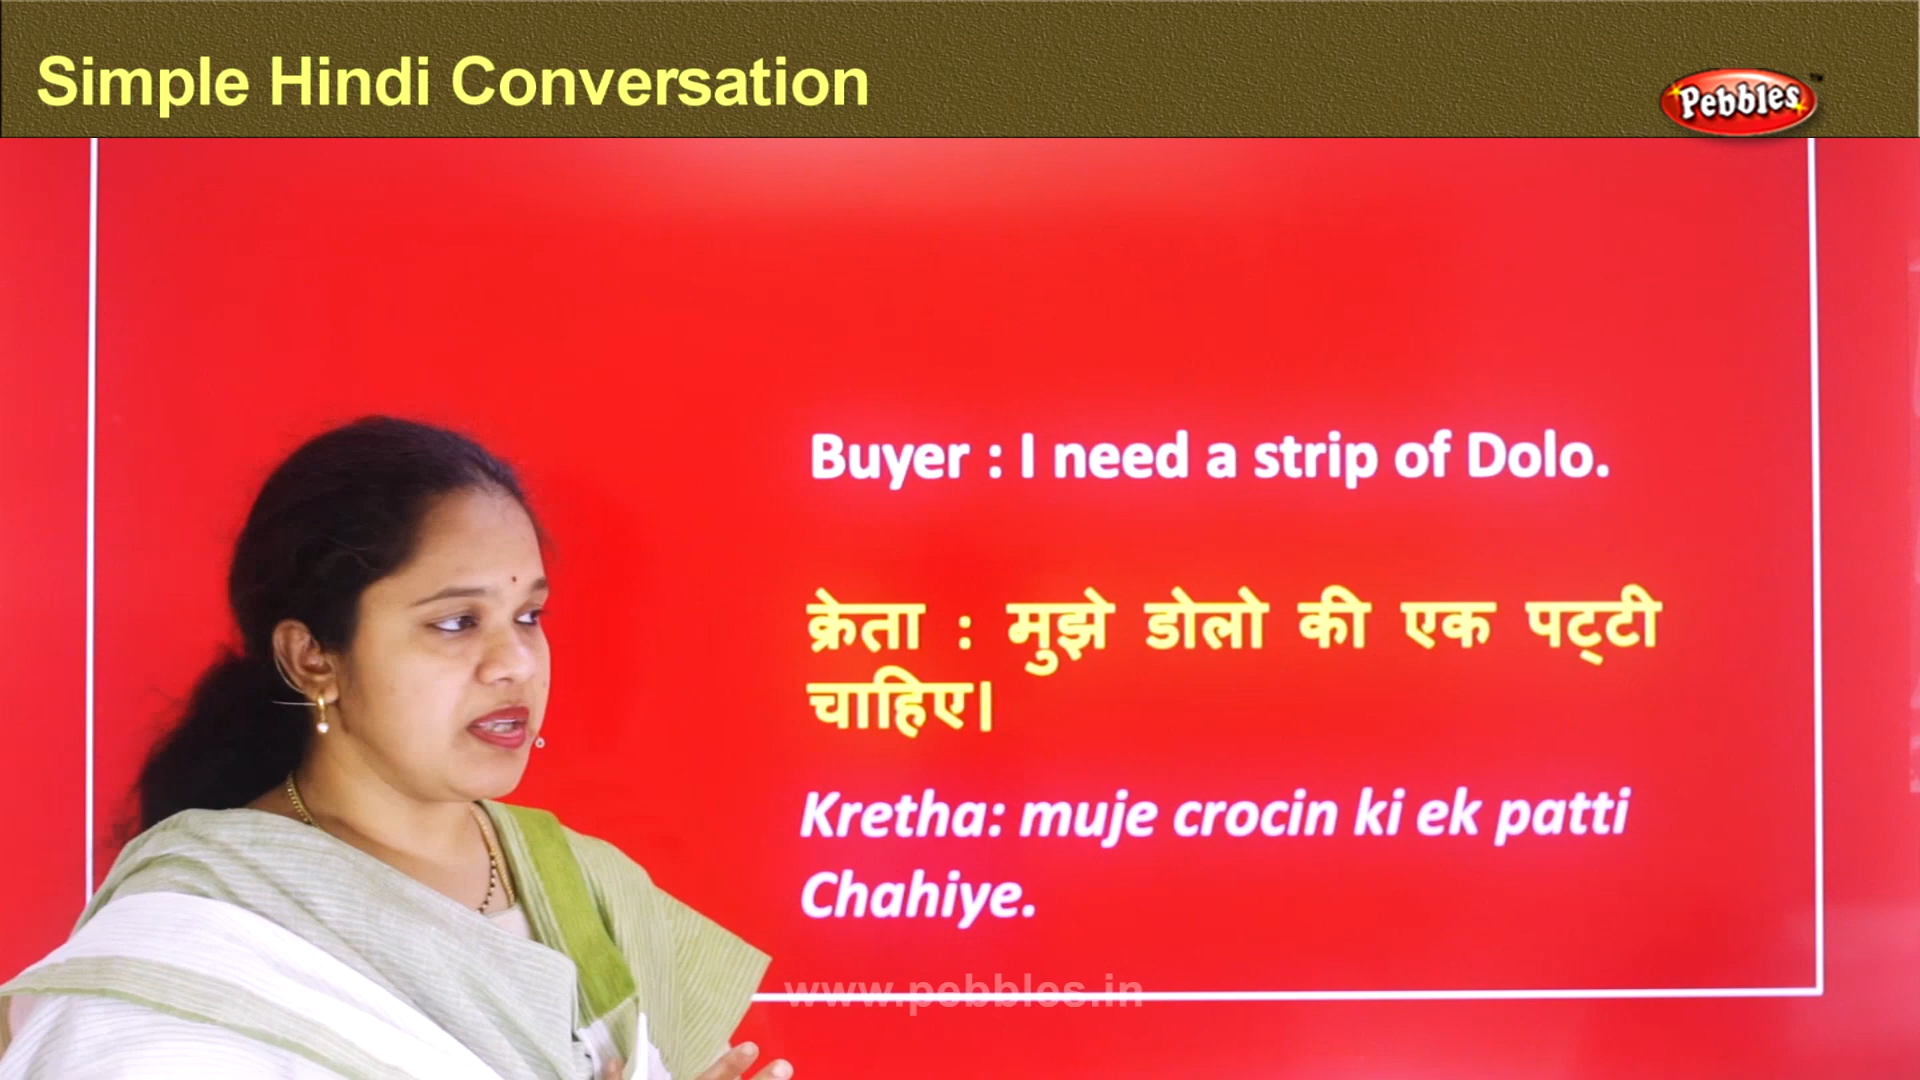 Simple Hindi Conversation
Pebbles
TM
Buyer : I need a strip of Dolo.
क्रेता : मुझे डोलो की एक पट्टी
चाहिए।
Kretha: muje crocin ki ek patti
Chahiye.
www.pebbles.in